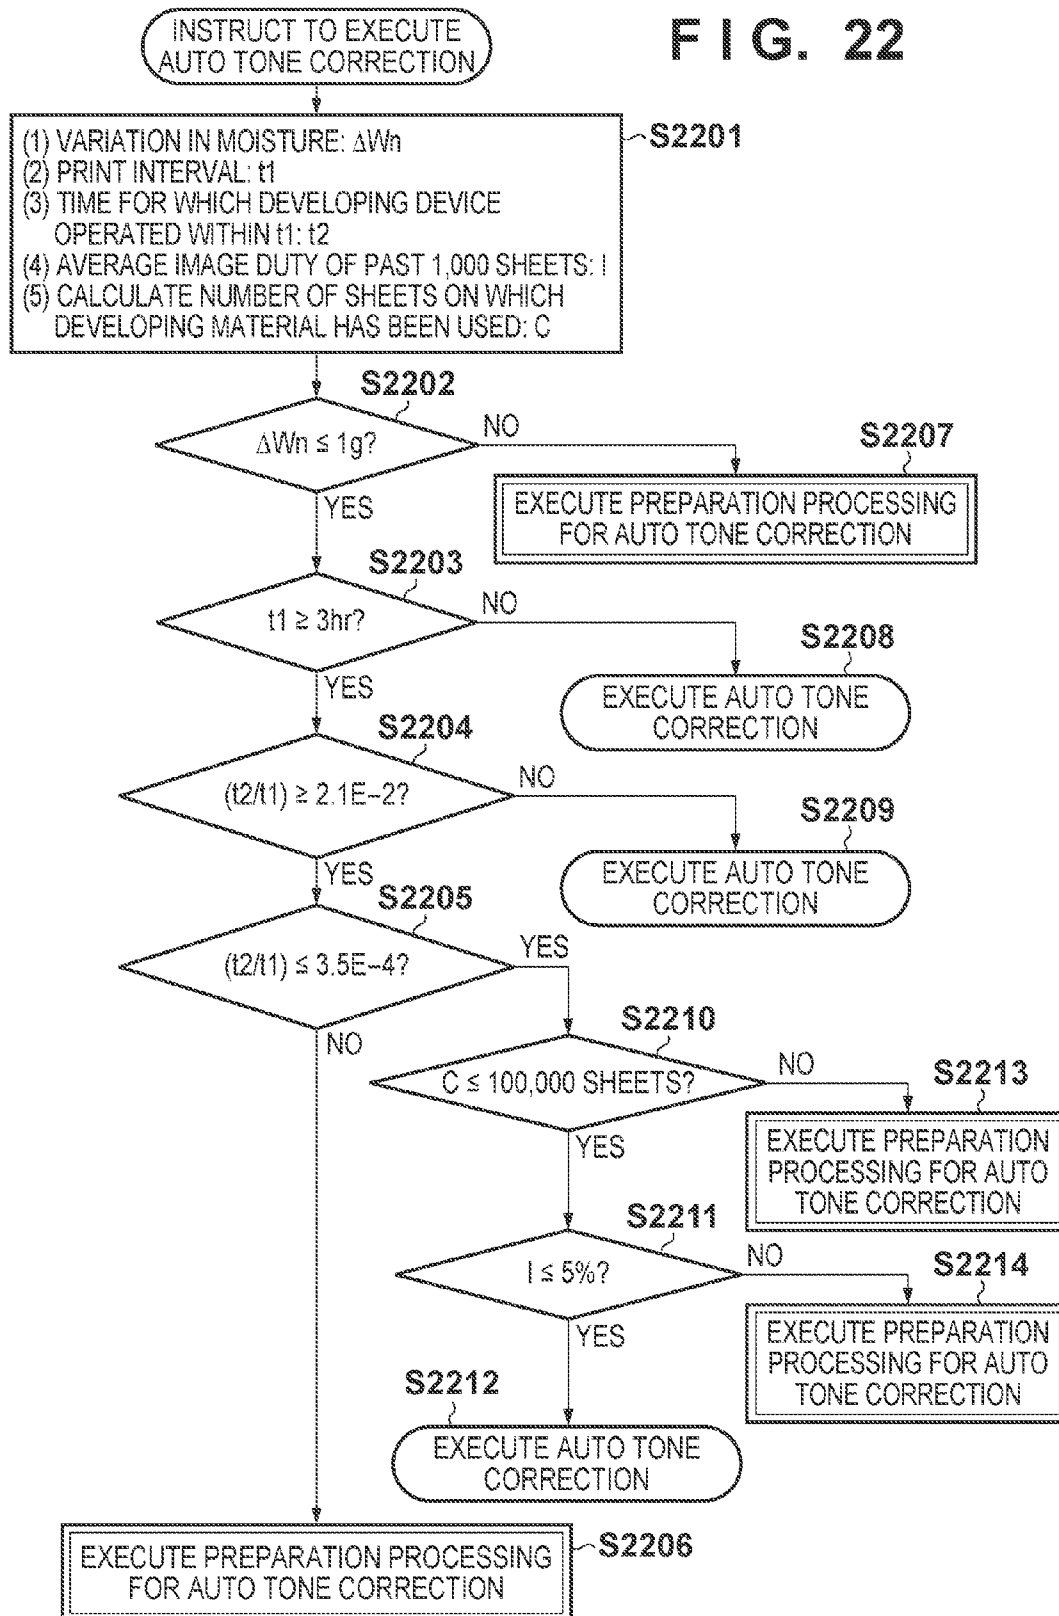 INSTRUCT TO EXECUTE
AUTO TONE CORRECTION
FIG. 22
(1) VARIATION IN MOISTURE: ΔWn
(2) PRINT INTERVAL: t1
(3) TIME FOR WHICH DEVELOPING DEVICE
OPERATED WITHIN t1: t2
(4) AVERAGE IMAGE DUTY OF PAST 1,000 SHEETS: I
(5) CALCULATE NUMBER OF SHEETS ON WHICH
DEVELOPING MATERIAL HAS BEEN USED: C
S2201
S2202
ΔWn ≤ 1g?
NO
YES
S2207
EXECUTE PREPARATION PROCESSING
FOR AUTO TONE CORRECTION
S2203
t1 ≥ 3hr?
NO
YES
S2208
EXECUTE AUTO TONE
CORRECTION
S2204
(t2/t1) ≥ 2.1E–2?
NO
YES
S2209
EXECUTE AUTO TONE
CORRECTION
S2205
(t2/t1) ≤ 3.5E–4?
YES
NO
S2210
C ≤ 100,000 SHEETS?
NO
YES
S2213
EXECUTE PREPARATION
PROCESSING FOR AUTO
TONE CORRECTION
S2211
I ≤ 5%?
NO
YES
S2214
EXECUTE PREPARATION
PROCESSING FOR AUTO
TONE CORRECTION
S2212
EXECUTE AUTO TONE
CORRECTION
S2206
EXECUTE PREPARATION PROCESSING
FOR AUTO TONE CORRECTION